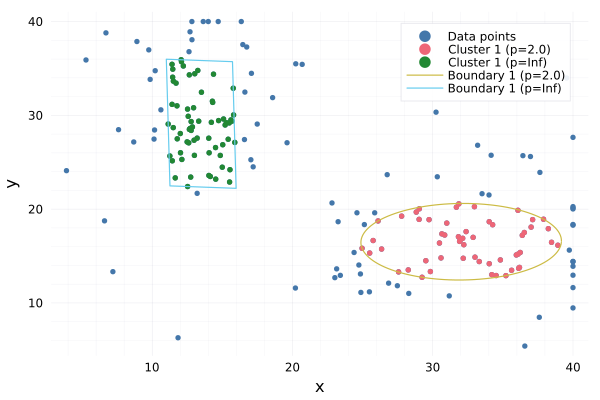 Data points
Cluster 1 (p=2.0)
Cluster 1 (p=Inf)
Boundary 1 (p=2.0)
Boundary 1 (p=Inf)
40
30
20
10
y
10
20
30
40
x